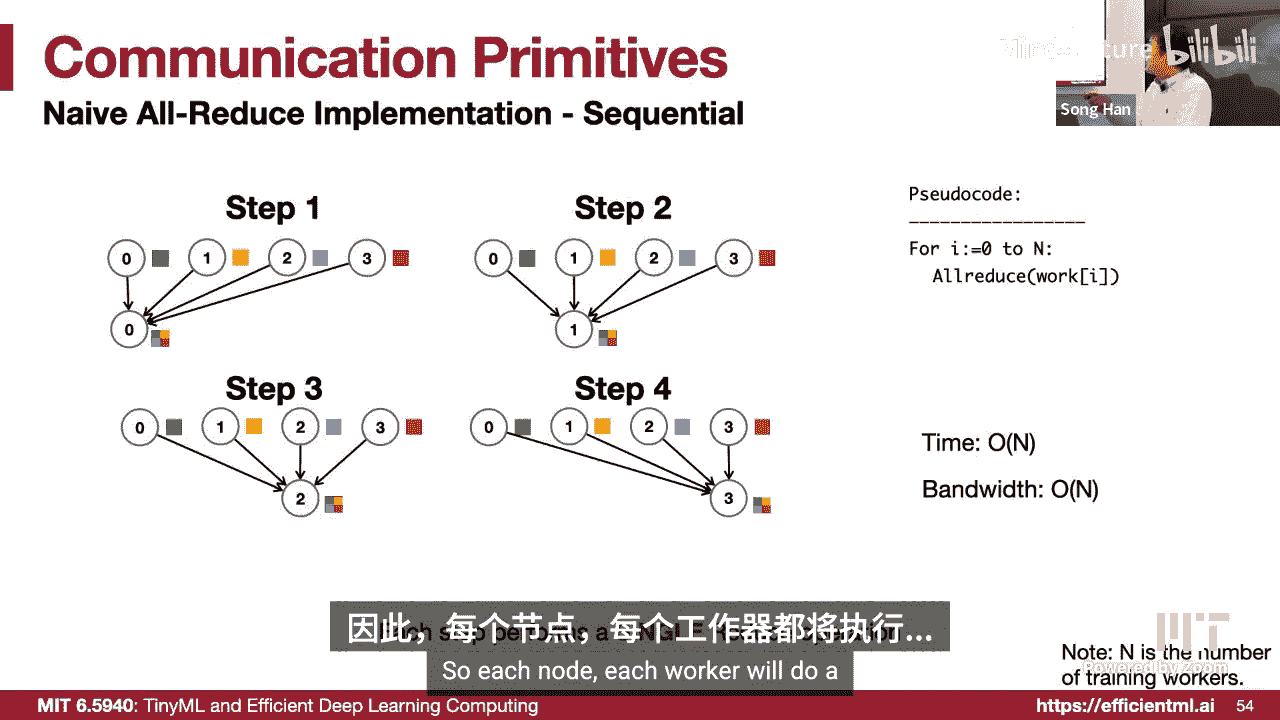 Communication Primitives
Naive All-Reduce Implementation - Sequential
bilibili
Song Han
Step 1
0 1 2 3
0
Step 2
0 1 2 3
1
Step 3
0 1 2 3
2
Step 4
0 1 2 3
3
Pseudocode:
-----------------
For i:=0 to N:
Allreduce(work[i])
Time: O(N)
Bandwidth: O(N)
因此，每个节点，每个工作器都将执行...
So each node, each worker will do a
Note: N is the number
of training workers.
Powered by Zoom
MIT 6.5940: TinyML and Efficient Deep Learning Computing
https://efficientml.ai
54